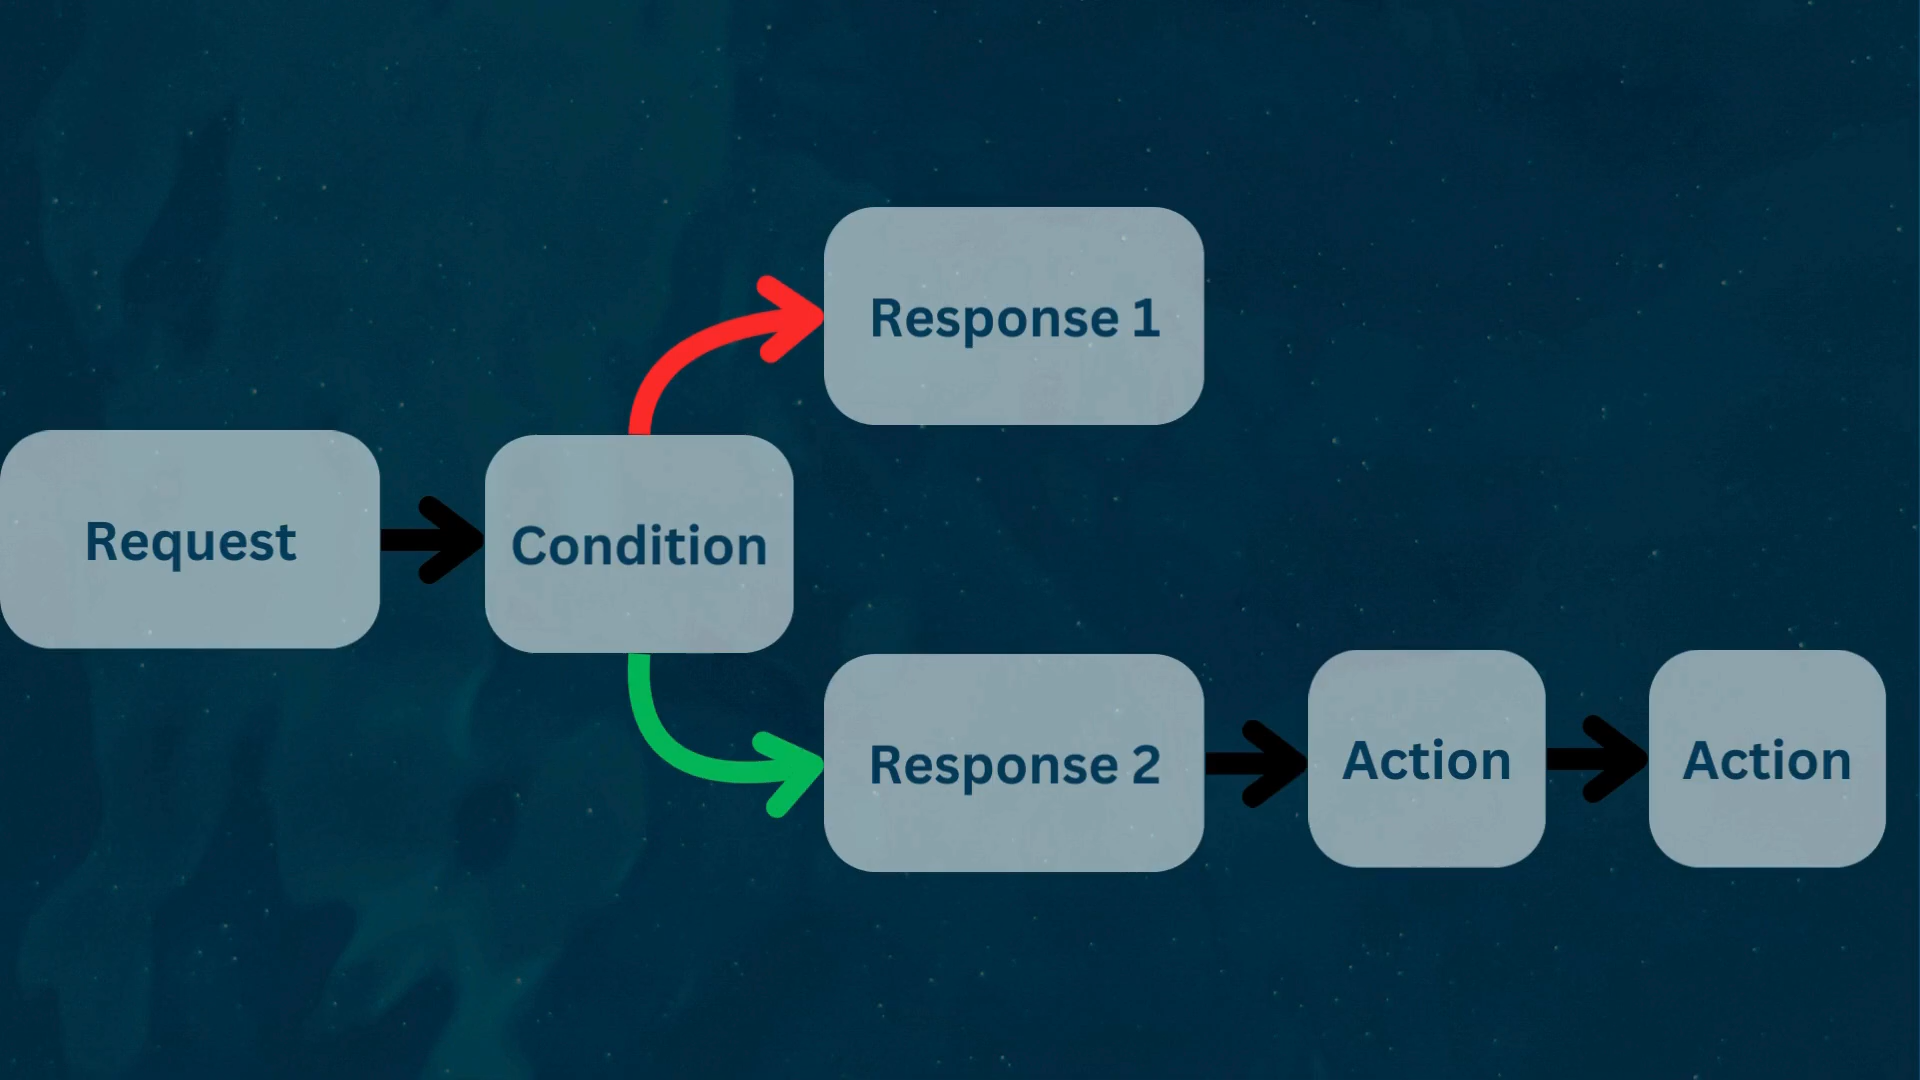 Request
Condition
Response 1
Response 2
Action
Action